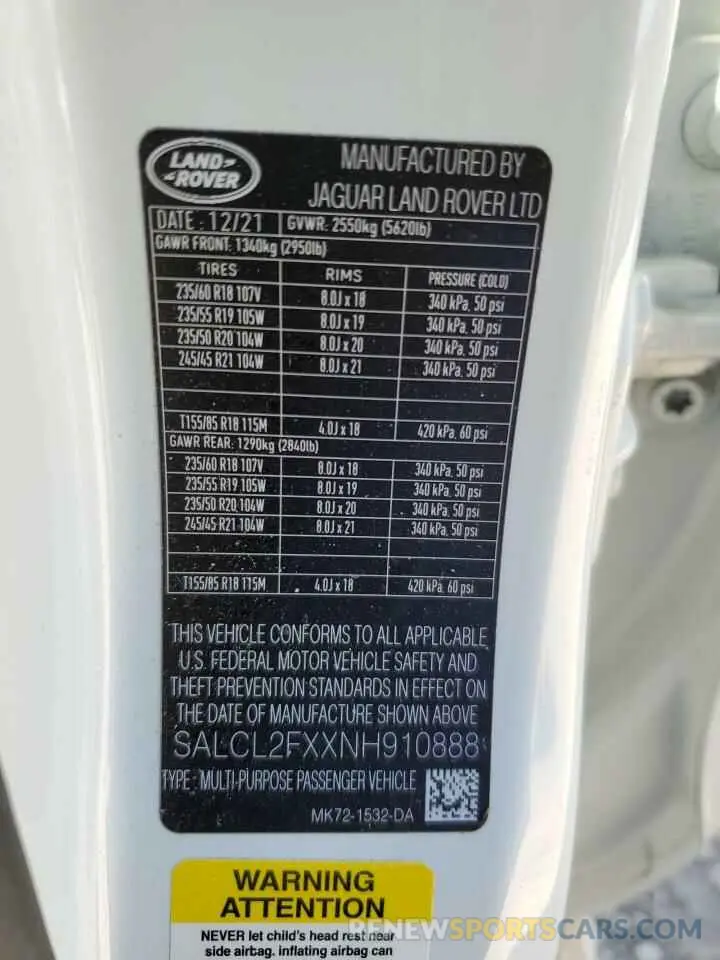 LAND-
-ROVER
MANUFACTURED BY
JAGUAR LAND ROVER LTD
DATE: 12/21 GVWR: 2550kg (5620lb)
GAWR FRONT: 1340kg (2950lb)
TIRES RIMS PRESSURE (COLD)
235/60 R18 107V 8.0J x 18 340 kPa, 50 psi
235/55 R19 105W 8.0J x 19 340 kPa, 50 psi
235/50 R20 104W 8.0J x 20 340 kPa, 50 psi
245/45 R21 104W 8.0J x 21 340 kPa, 50 psi
T155/85 R18 115M 4.0J x 18 420 kPa, 60 psi
GAWR REAR: 1290kg (2840lb)
235/60 R18 107V 8.0J x 18 340 kPa, 50 psi
235/55 R19 105W 8.0J x 19 340 kPa, 50 psi
235/50 R20 104W 8.0J x 20 340 kPa, 50 psi
245/45 R21 104W 8.0J x 21 340 kPa, 50 psi
T155/85 R18 115M 4.0J x 18 420 kPa, 60 psi
THIS VEHICLE CONFORMS TO ALL APPLICABLE
U.S. FEDERAL MOTOR VEHICLE SAFETY AND
THEFT PREVENTION STANDARDS IN EFFECT ON
THE DATE OF MANUFACTURE SHOWN ABOVE
SALCL2FXXNH910888
TYPE: MULTI-PURPOSE PASSENGER VEHICLE
MK72-1532-DA
WARNING
ATTENTION
RENEWSPORTSCARS.COM
NEVER let child's head rest near
side airbag, inflating airbag can